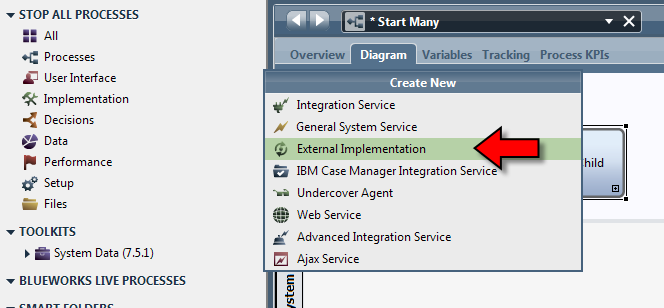 STOP ALL PROCESSES
All
Processes
User Interface
Implementation
Decisions
Data
Performance
Setup
Files
TOOLKITS
System Data (7.5.1)
BLUEWORKS LIVE PROCESSES
SMART FOLDERS
* Start Many
Overview Diagram Variables Tracking Process KPIs
Create New
Integration Service
General System Service
External Implementation
IBM Case Manager Integration Service
Undercover Agent
Web Service
Advanced Integration Service
Ajax Service
hild
ystem